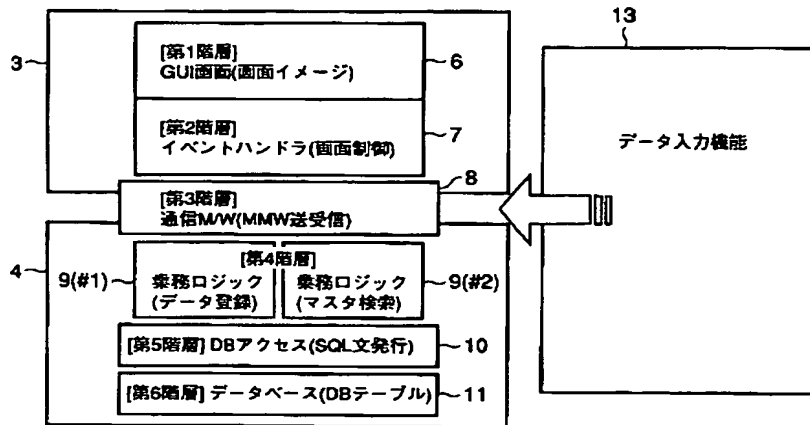 3
[第1階層]
GUI画面(画面イメージ)
6
[第2階層]
イベントハンドラ(画面制御)
7
[第3階層]
通信M/W(MMW送受信)
8
4
[第4階層]
9(#1)
業務ロジック
(データ登録)
業務ロジック
(マスタ検索)
9(#2)
[第5階層] DBアクセス(SQL文発行)
10
[第6階層] データベース(DBテーブル)
11
13
データ入力機能